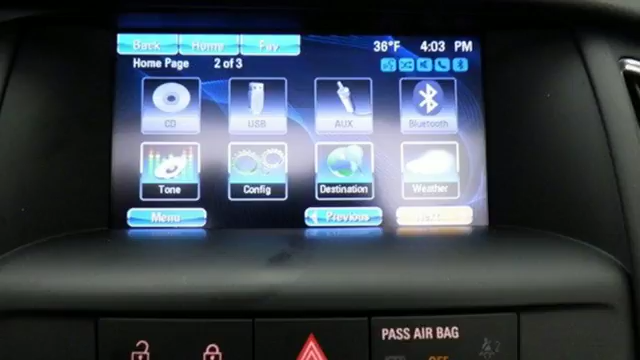 Back Home Fav 36°F 4:03 PM
Home Page 2 of 3
CD USB AUX Bluetooth
Tone Config Destination Weather
Menu Previous
PASS AIR BAG
OFF